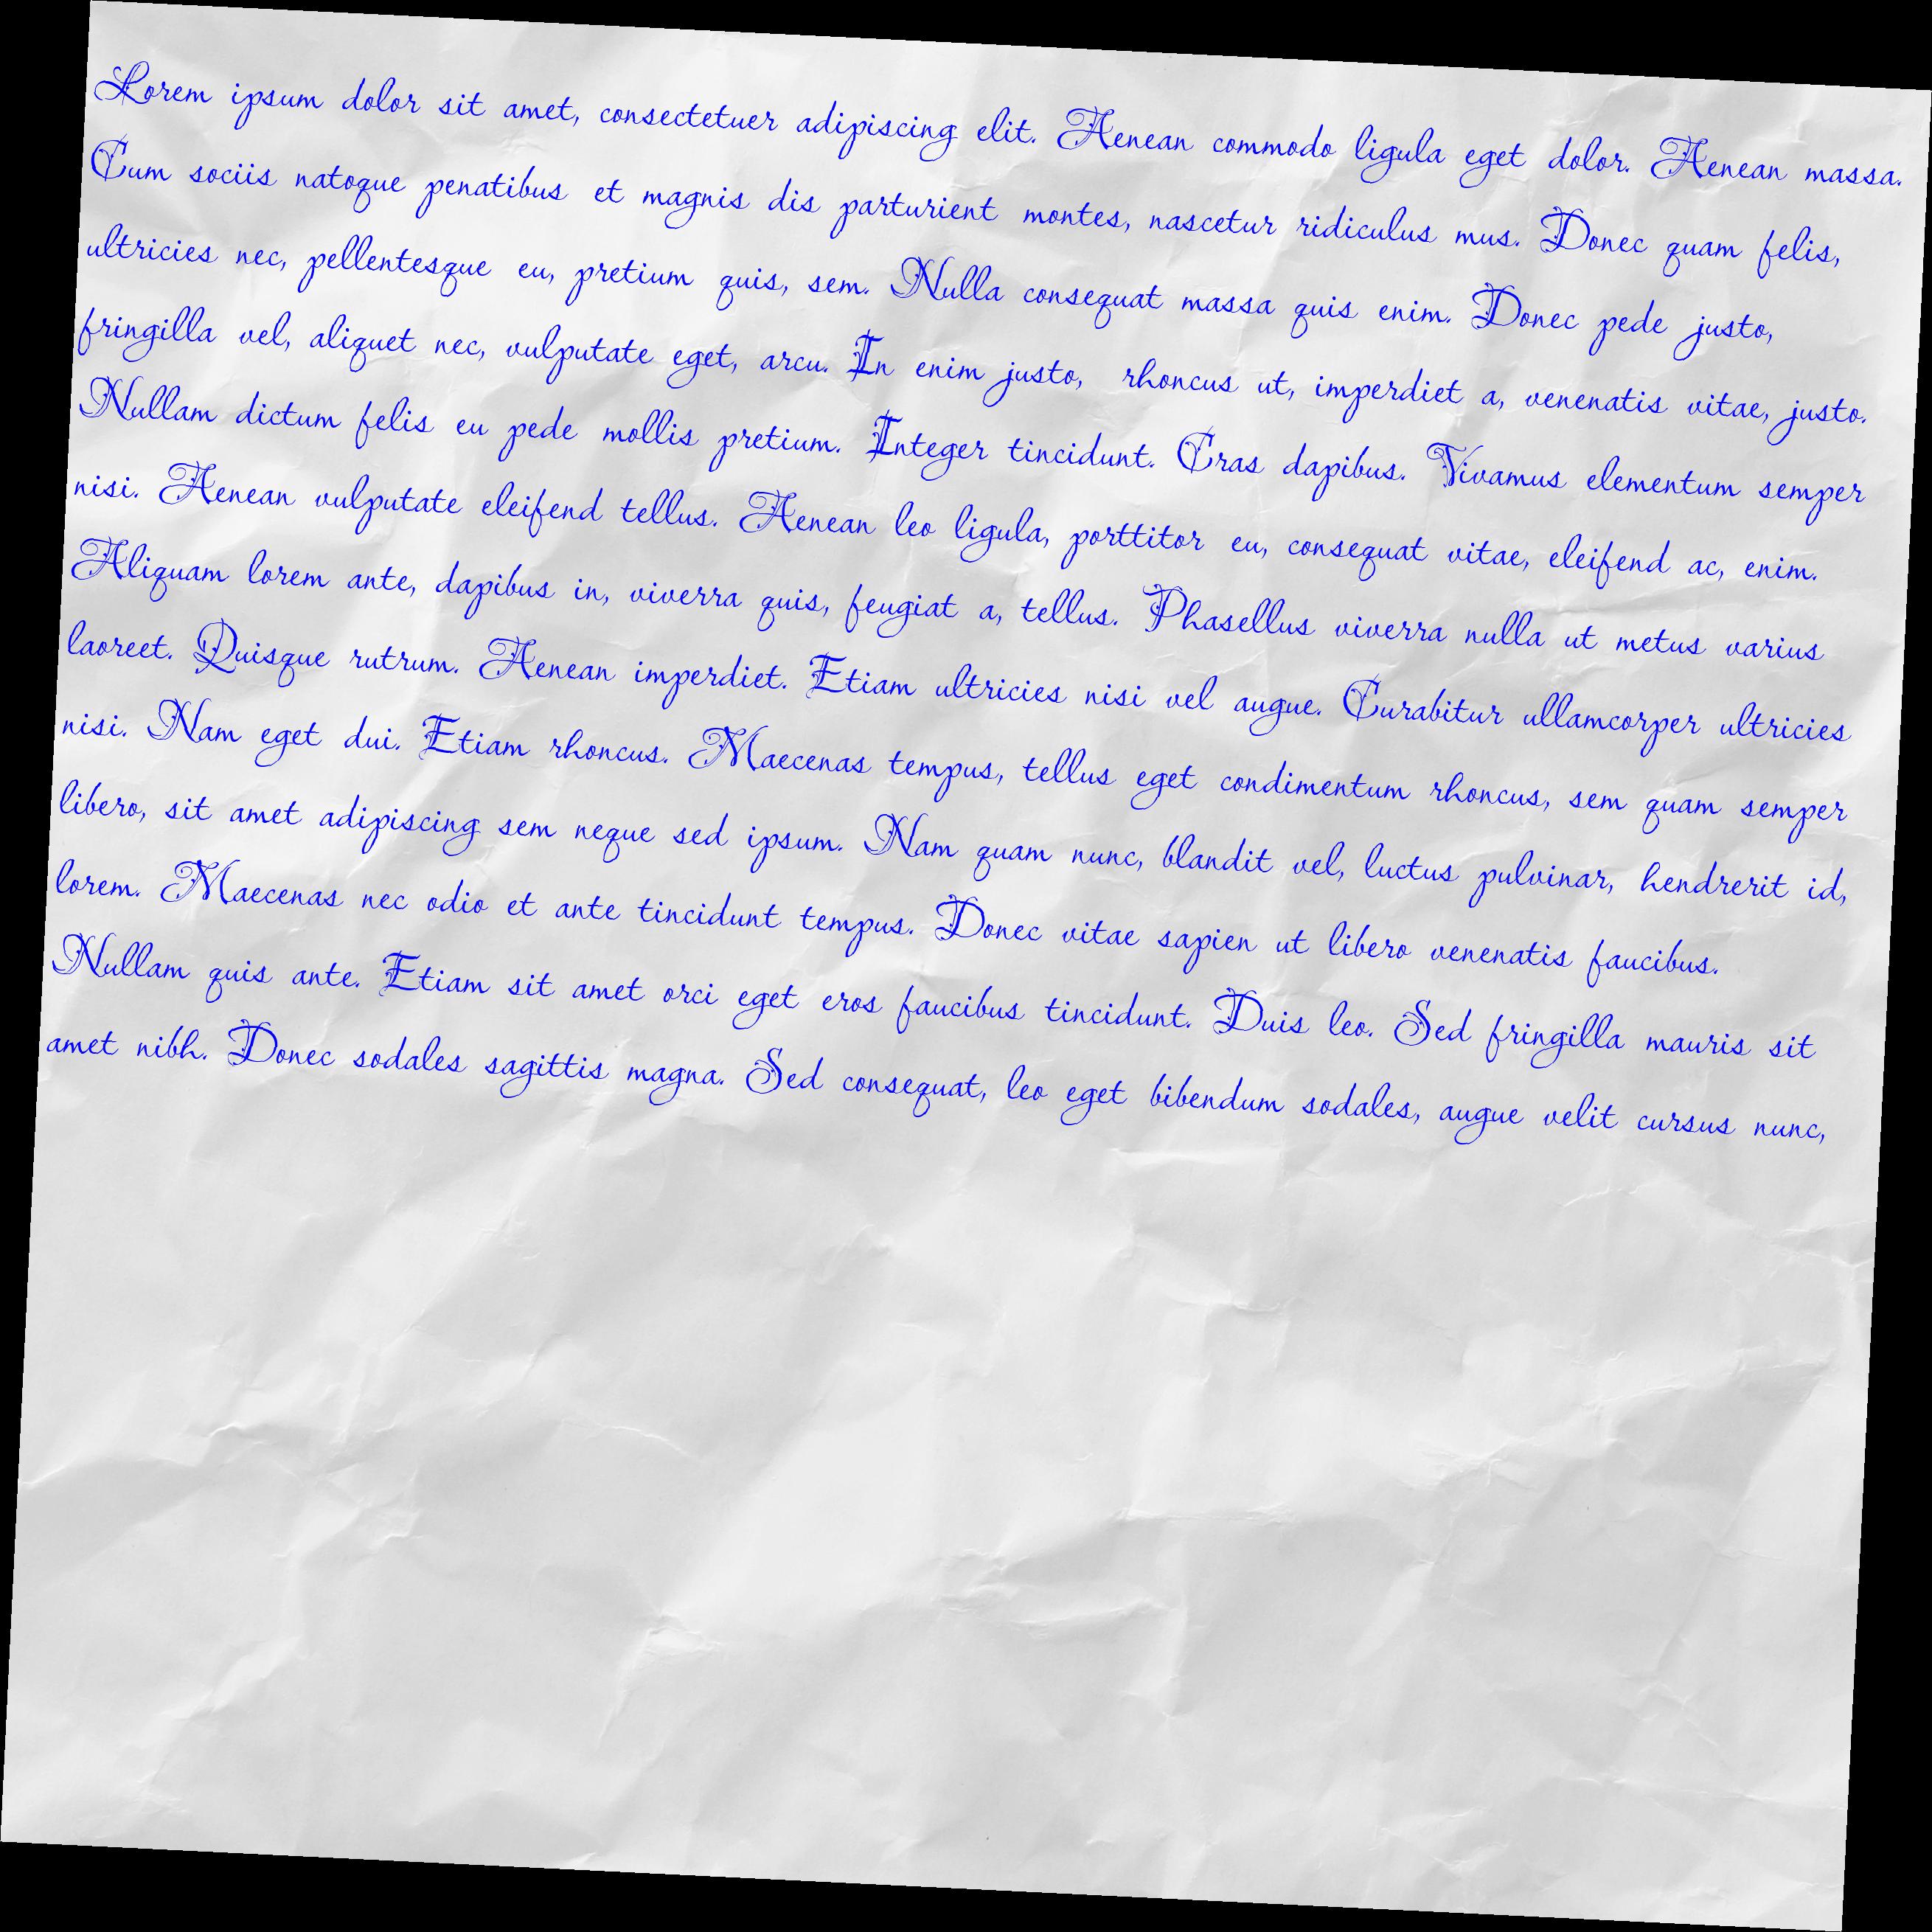 Lorem ipsum dolor sit amet, consectetuer adipiscing elit. Aenean commodo ligula eget dolor. Aenean massa.
Cum sociis natoque penatibus et magnis dis parturient montes, nascetur ridiculus mus. Donec quam felis,
ultricies nec, pellentesque eu, pretium quis, sem. Nulla consequat massa quis enim. Donec pede justo,
fringilla vel, aliquet nec, vulputate eget, arcu. In enim justo, rhoncus ut, imperdiet a, venenatis vitae, justo.
Nullam dictum felis eu pede mollis pretium. Integer tincidunt. Cras dapibus. Vivamus elementum semper
nisi. Aenean vulputate eleifend tellus. Aenean leo ligula, porttitor eu, consequat vitae, eleifend ac, enim.
Aliquam lorem ante, dapibus in, viverra quis, feugiat a, tellus. Phasellus viverra nulla ut metus varius
laoreet. Quisque rutrum. Aenean imperdiet. Etiam ultricies nisi vel augue. Curabitur ullamcorper ultricies
nisi. Nam eget dui. Etiam rhoncus. Maecenas tempus, tellus eget condimentum rhoncus, sem quam semper
libero, sit amet adipiscing sem neque sed ipsum. Nam quam nunc, blandit vel, luctus pulvinar, hendrerit id,
lorem. Maecenas nec odio et ante tincidunt tempus. Donec vitae sapien ut libero venenatis faucibus.
Nullam quis ante. Etiam sit amet orci eget eros faucibus tincidunt. Duis leo. Sed fringilla mauris sit
amet nibh. Donec sodales sagittis magna. Sed consequat, leo eget bibendum sodales, augue velit cursus nunc,